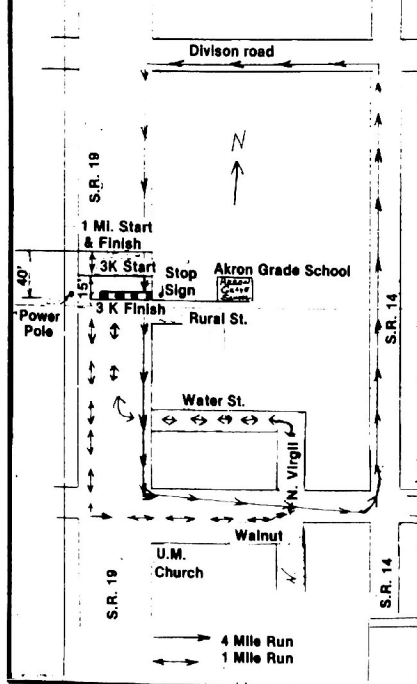 Divison road
N
S.R. 19
1 Mi. Start
& Finish
3K Start
40'
15'
Stop
Sign
Akron Grade School
Akron
Power
Pole
3 K Finish
Rural St.
S.R. 14
Water St.
N. Virgil
Walnut
U.M.
Church
N
S.R. 19
S.R. 14
4 Mile Run
1 Mile Run